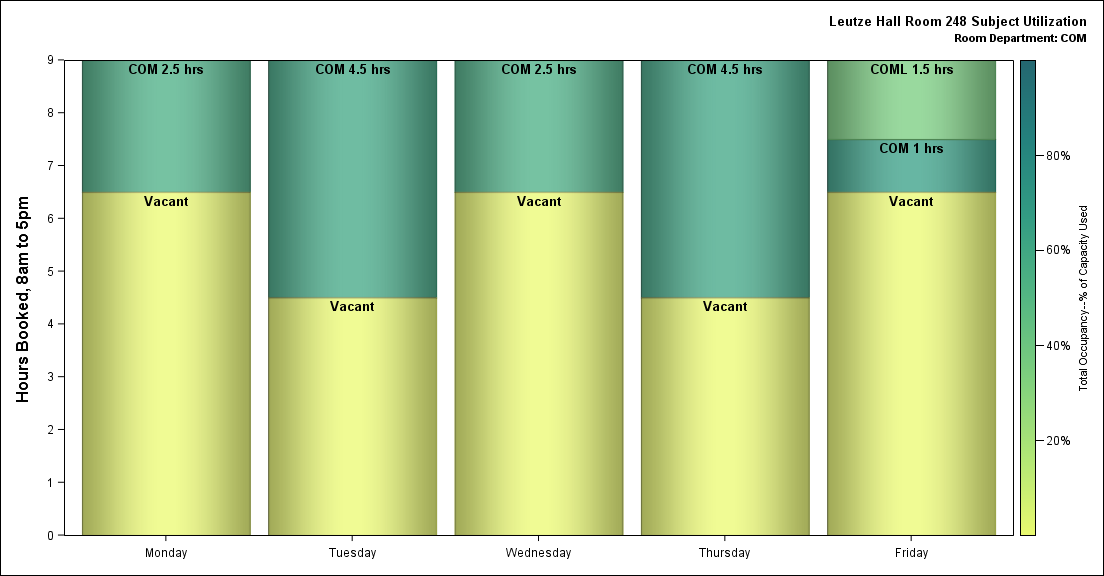 Leutze Hall Room 248 Subject Utilization
Room Department: COM
Hours Booked, 8am to 5pm
9
8
7
6
5
4
3
2
1
0
COM 2.5 hrs
Vacant
COM 4.5 hrs
Vacant
COM 2.5 hrs
Vacant
COM 4.5 hrs
Vacant
COML 1.5 hrs
COM 1 hrs
Vacant
Monday
Tuesday
Wednesday
Thursday
Friday
80%
60%
40%
20%
Total Occupancy--% of Capacity Used